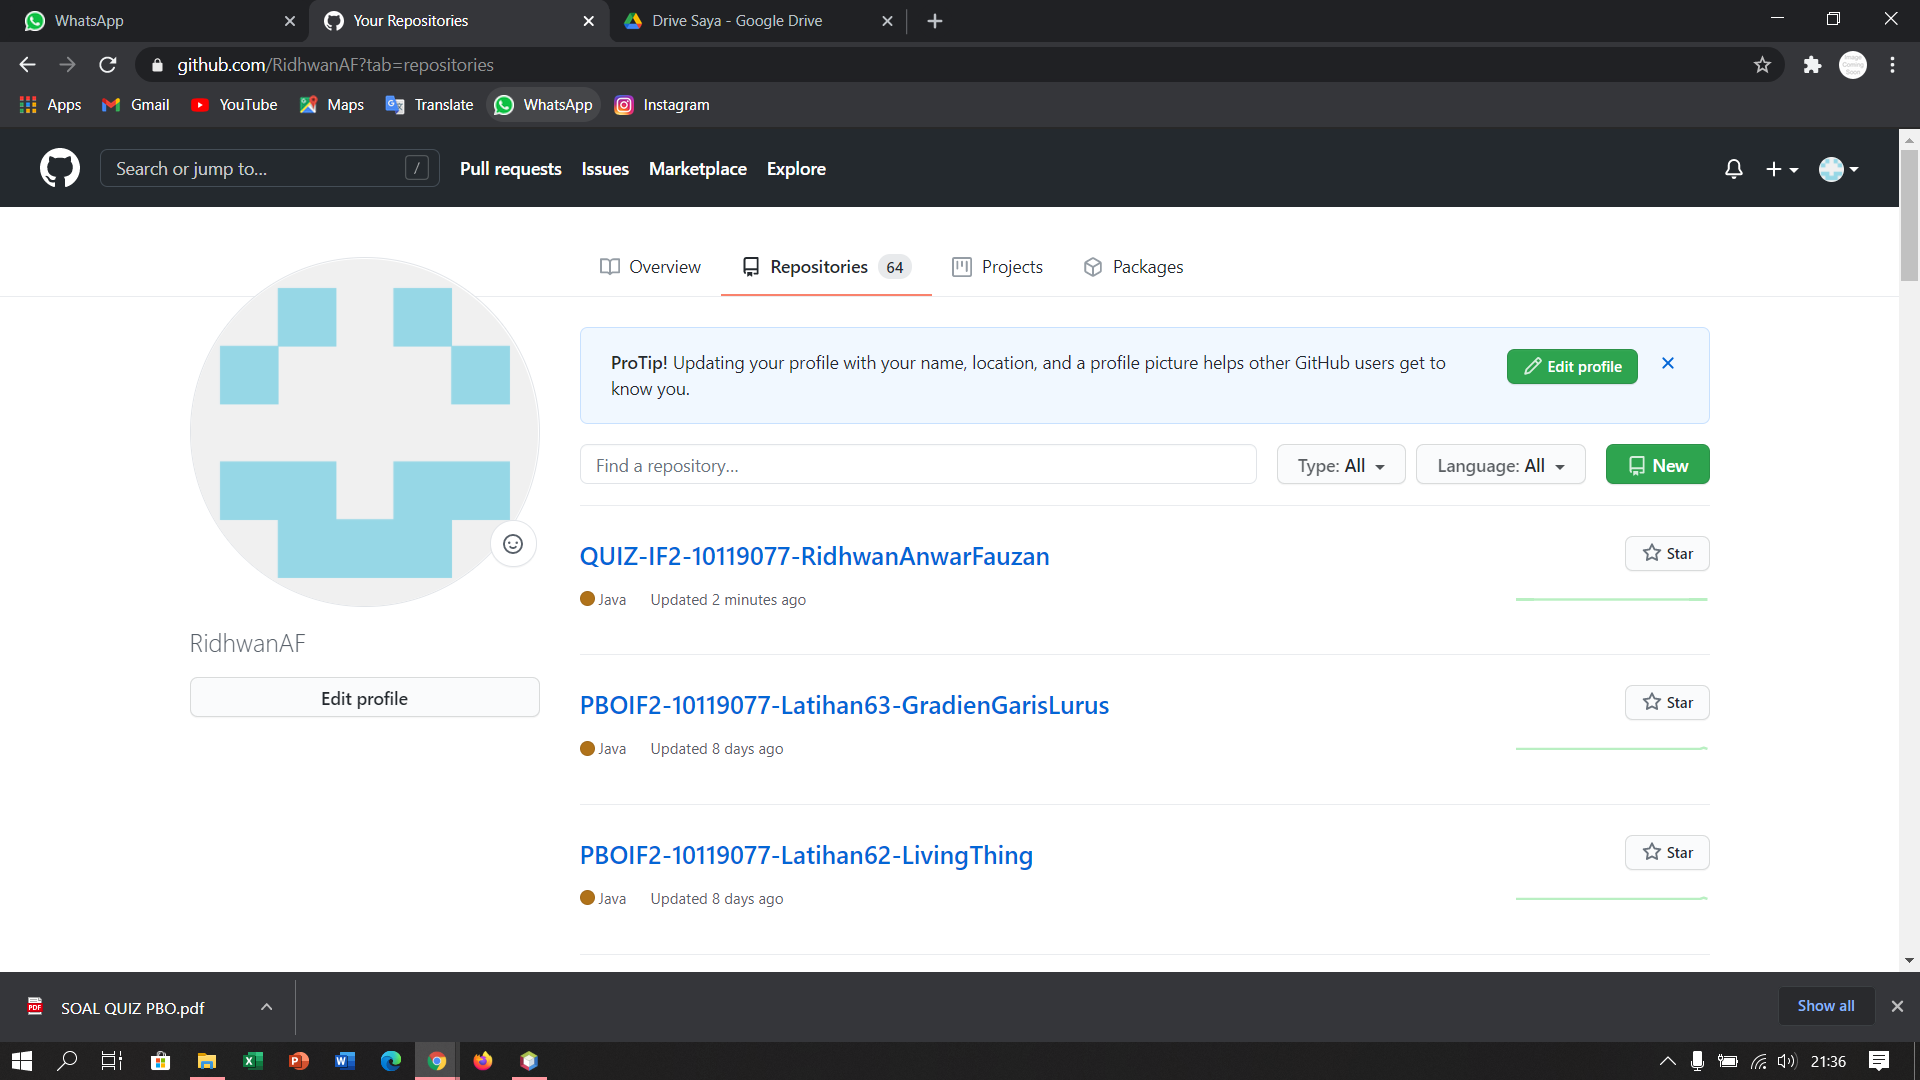 WhatsApp
Your Repositories
Drive Saya - Google Drive
github.com/RidhwanAF?tab=repositories
Apps
Gmail
YouTube
Maps
Translate
WhatsApp
Instagram
Search or jump to...
/
Pull requests
Issues
Marketplace
Explore
Overview
Repositories 64
Projects
Packages
ProTip! Updating your profile with your name, location, and a profile picture helps other GitHub users get to
know you.
Edit profile
Find a repository...
Type: All
Language: All
New
QUIZ-IF2-10119077-RidhwanAnwarFauzan
Star
Java Updated 2 minutes ago
RidhwanAF
Edit profile
PBOIF2-10119077-Latihan63-GradienGarisLurus
Star
Java Updated 8 days ago
PBOIF2-10119077-Latihan62-LivingThing
Star
Java Updated 8 days ago
PDF
SOAL QUIZ PBO.pdf
Show all
21:36